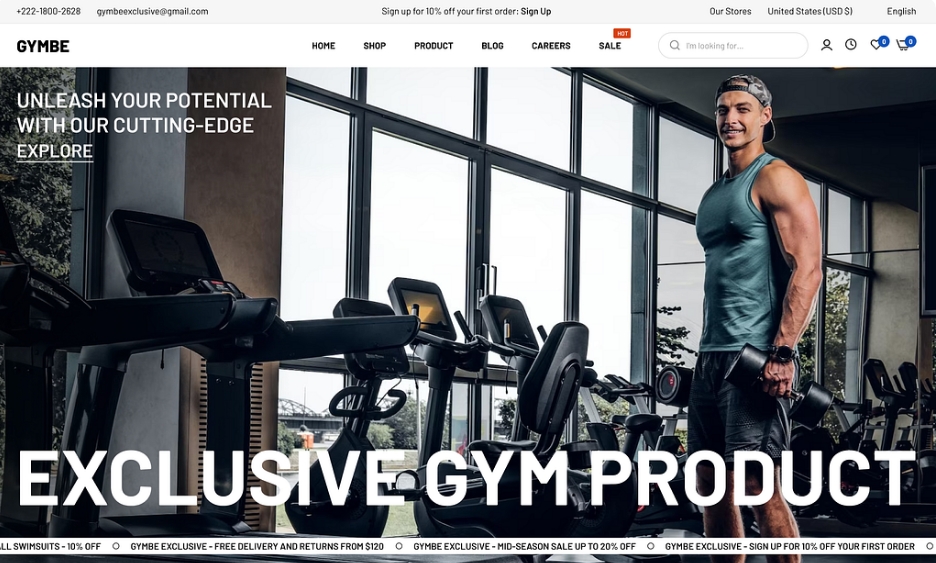 +222-1800-2628 gymbeexclusive@gmail.com Sign up for 10% off your first order: Sign Up Our Stores United States (USD $) English
HOT
GYMBE HOME SHOP PRODUCT BLOG CAREERS SALE I'm looking for... 0 0
UNLEASH YOUR POTENTIAL
WITH OUR CUTTING-EDGE
EXPLORE
EXCLUSIVE GYM PRODUCT
SWIMSUITS - 10% OFF GYMBE EXCLUSIVE - FREE DELIVERY AND RETURNS FROM $120 GYMBE EXCLUSIVE - MID-SEASON SALE UP TO 20% OFF GYMBE EXCLUSIVE - SIGN UP FOR 10% OFF YOUR FIRST ORDER